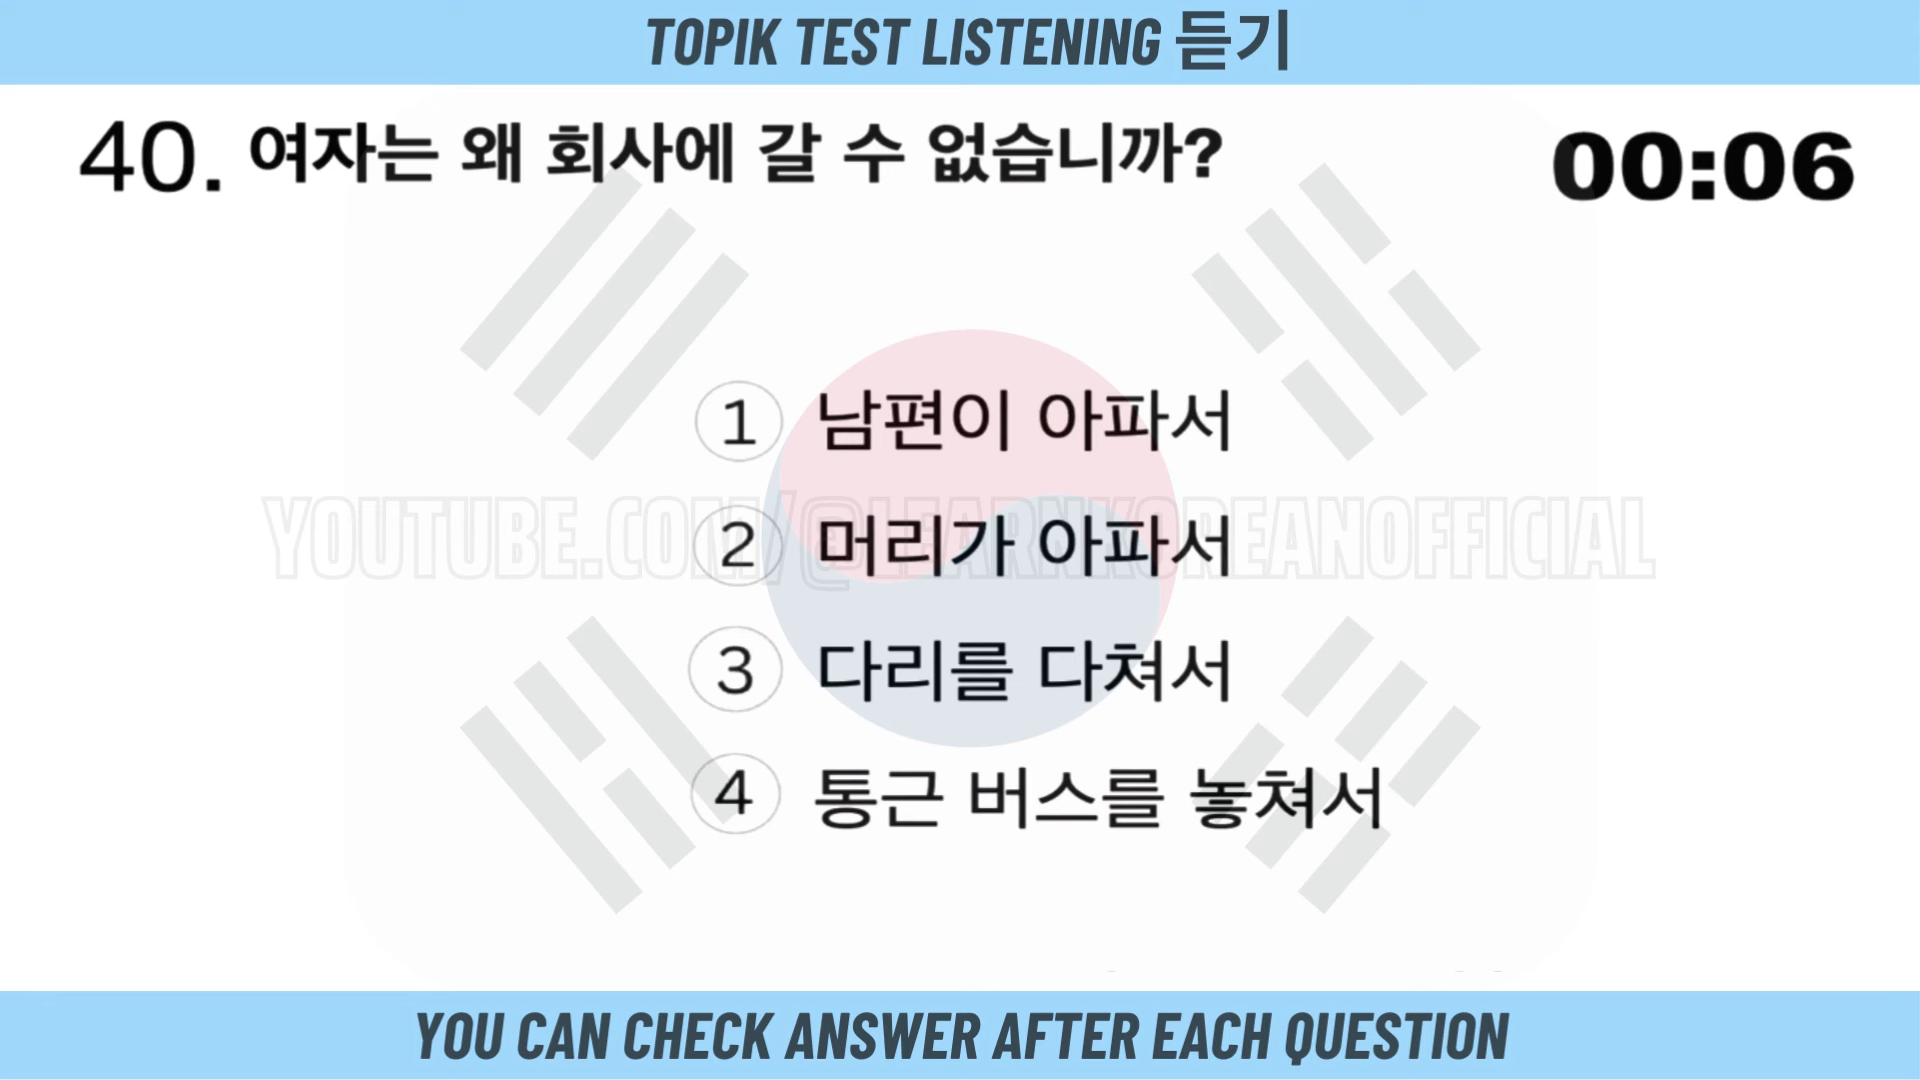 TOPIK TEST LISTENING 듣기
40. 여자는 왜 회사에 갈 수 없습니까?
00:06
① 남편이 아파서
② 머리가 아파서
YOUTUBE.COM/@LEARNKOREANOFFICIAL
③ 다리를 다쳐서
④ 통근 버스를 놓쳐서
YOU CAN CHECK ANSWER AFTER EACH QUESTION